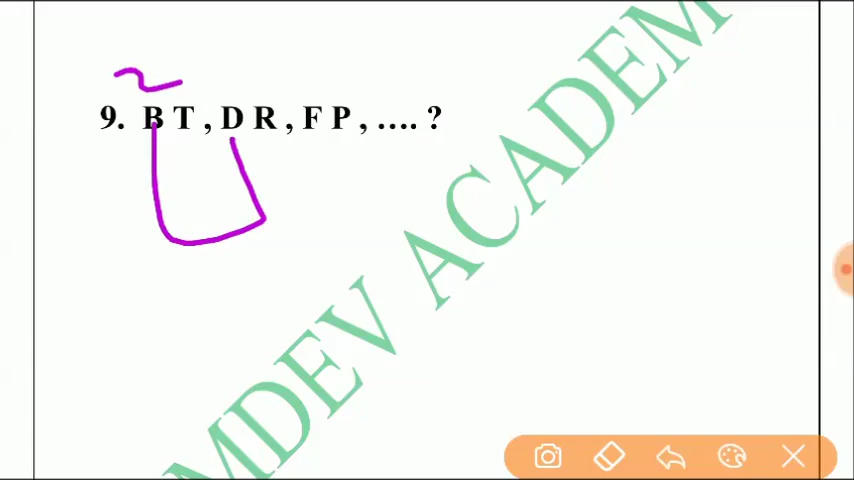 9. B T , D R , F P , .... ?
MDEV ACADEM